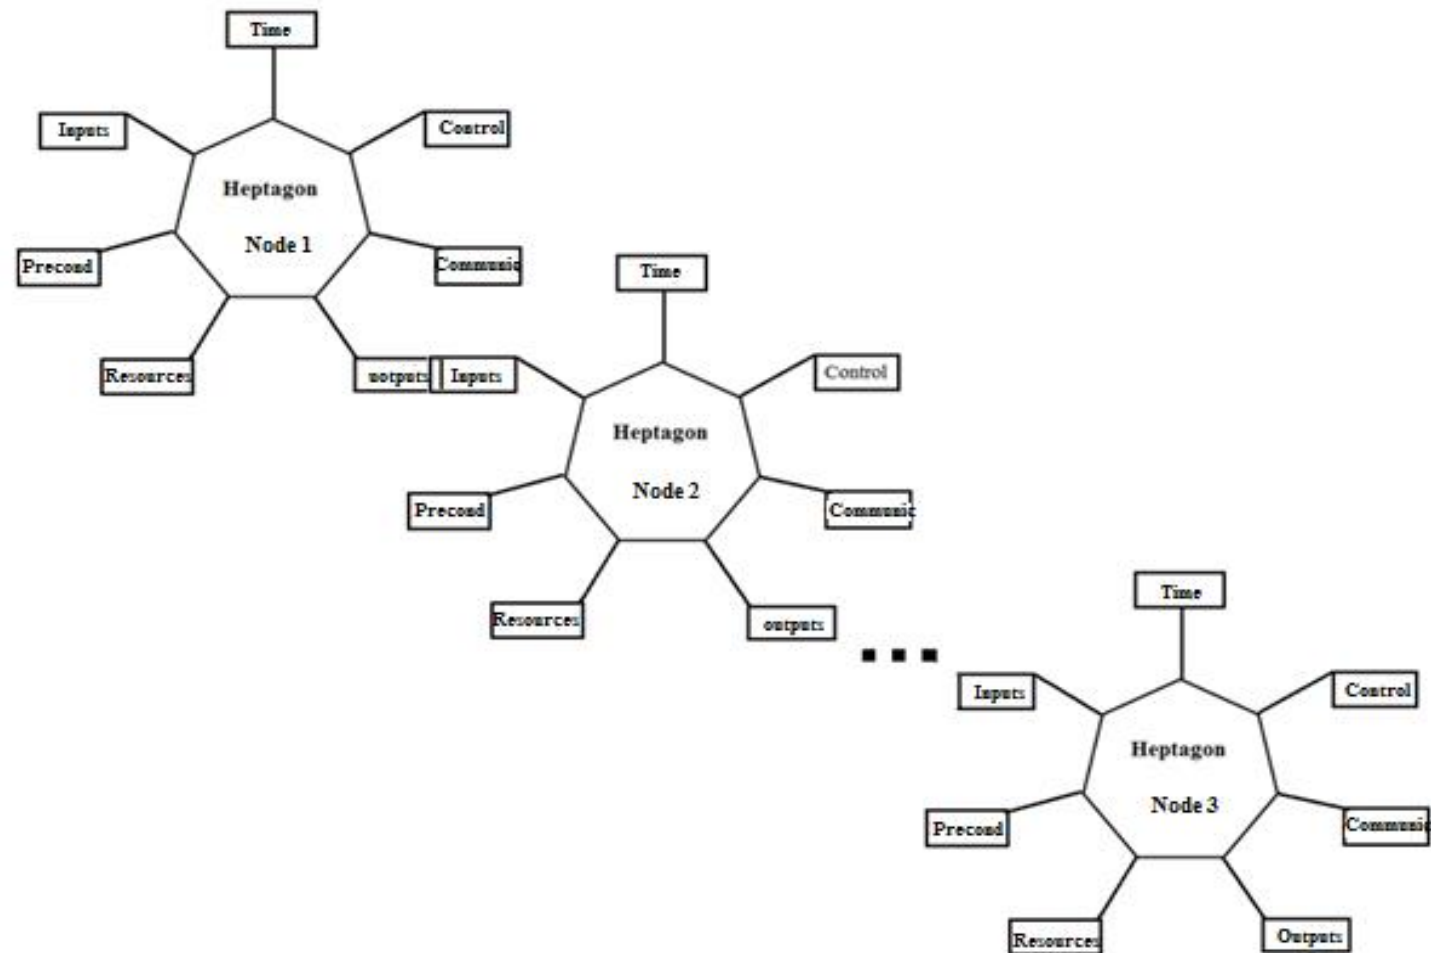 Time
Inputs
Control
Heptagon
Node 1
Precond
Communic
Resources
uotputs
Inputs
Time
Control
Heptagon
Node 2
Precond
Communic
Resources
outputs
...
Time
Inputs
Control
Heptagon
Node 3
Precond
Communic
Resources
Outputs